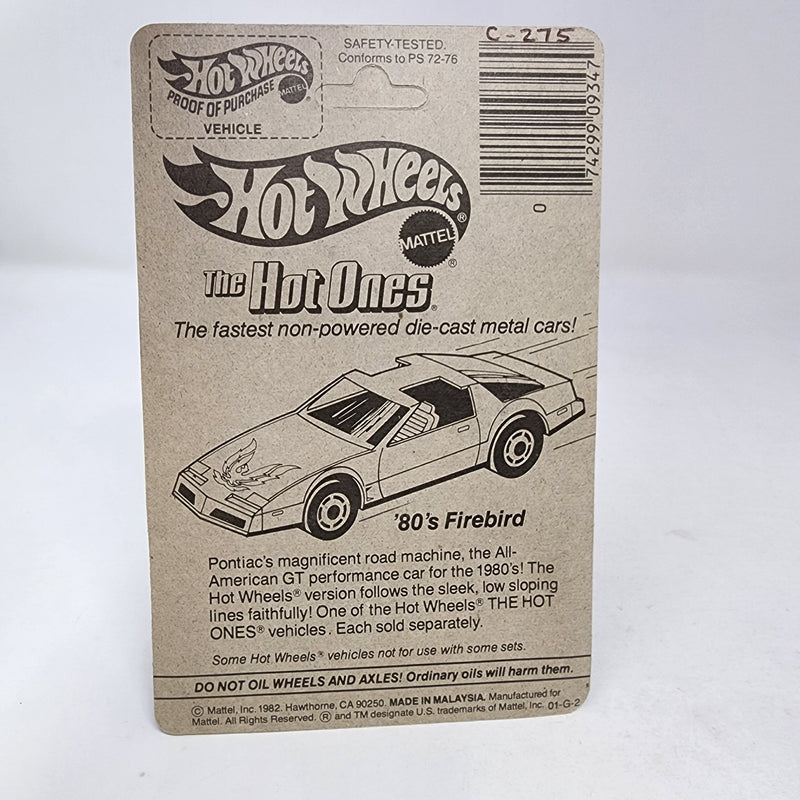 Hot Wheels
PROOF OF PURCHASE
MATTEL®
VEHICLE
SAFETY-TESTED.
Conforms to PS 72-76
C-275
74299 09347
0
Hot Wheels®
MATTEL®
The Hot Ones®
The fastest non-powered die-cast metal cars!
'80's Firebird
Pontiac's magnificent road machine, the All-
American GT performance car for the 1980's! The
Hot Wheels® version follows the sleek, low sloping
lines faithfully! One of the Hot Wheels® THE HOT
ONES® vehicles. Each sold separately.
Some Hot Wheels® vehicles not for use with some sets.
DO NOT OIL WHEELS AND AXLES! Ordinary oils will harm them.
© Mattel, Inc. 1982. Hawthorne, CA 90250. MADE IN MALAYSIA. Manufactured for
Mattel. All Rights Reserved. ® and TM designate U.S. trademarks of Mattel, Inc. 01-G-2